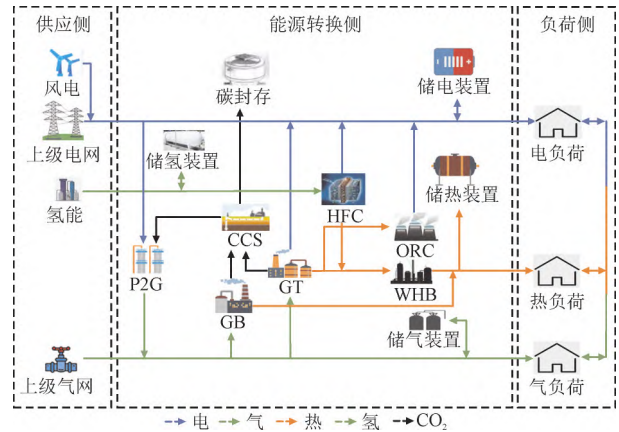 供应侧
能源转换侧
负荷侧
风电
碳封存
储电装置
上级电网
储氢装置
电负荷
氢能
HFC
储热装置
CCS
ORC
P2G
GT
WHB
热负荷
GB
储气装置
上级气网
气负荷
电 气 热 氢 CO₂